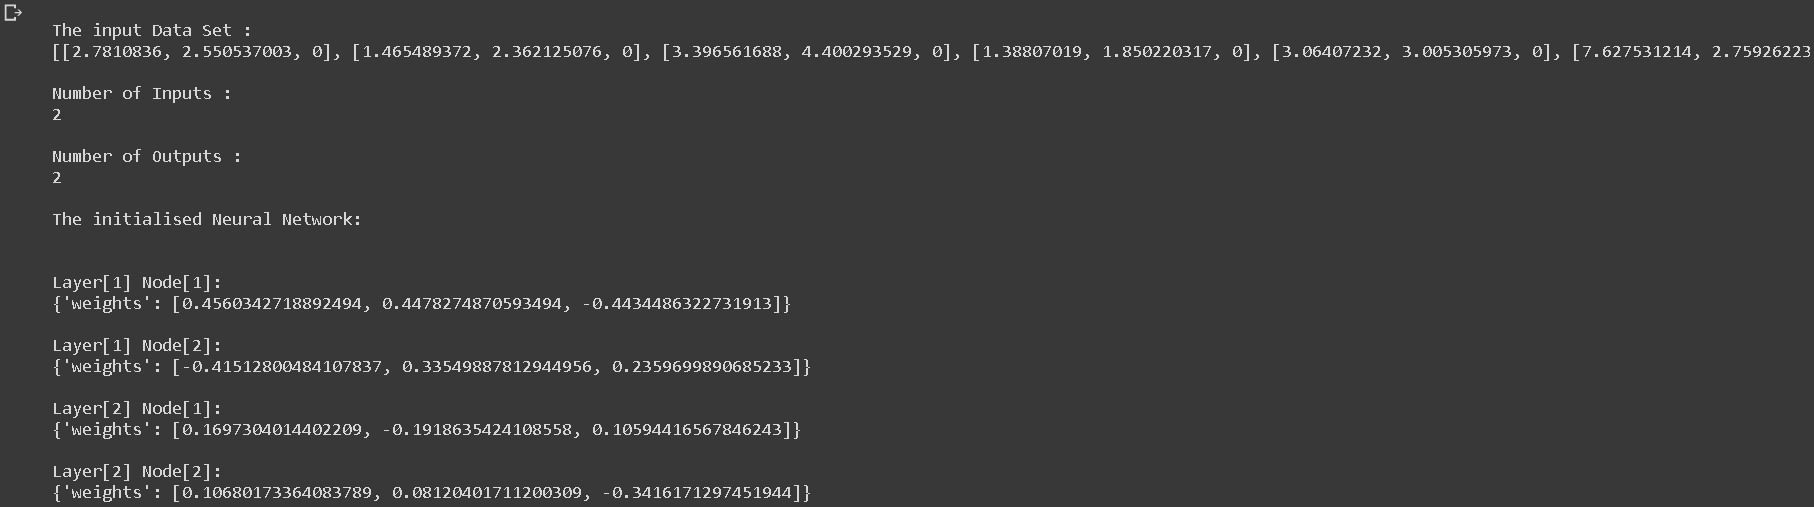 The input Data Set :
[[2.7810836, 2.550537003, 0], [1.465489372, 2.362125076, 0], [3.396561688, 4.400293529, 0], [1.38807019, 1.850220317, 0], [3.06407232, 3.005305973, 0], [7.627531214, 2.75926223
Number of Inputs :
2
Number of Outputs :
2
The initialised Neural Network:
Layer[1] Node[1]:
{'weights': [0.4560342718892494, 0.4478274870593494, -0.4434486322731913]}
Layer[1] Node[2]:
{'weights': [-0.41512800484107837, 0.33549887812944956, 0.2359699890685233]}
Layer[2] Node[1]:
{'weights': [0.1697304014402209, -0.1918635424108558, 0.10594416567846243]}
Layer[2] Node[2]:
{'weights': [0.10680173364083789, 0.08120401711200309, -0.3416171297451944]}